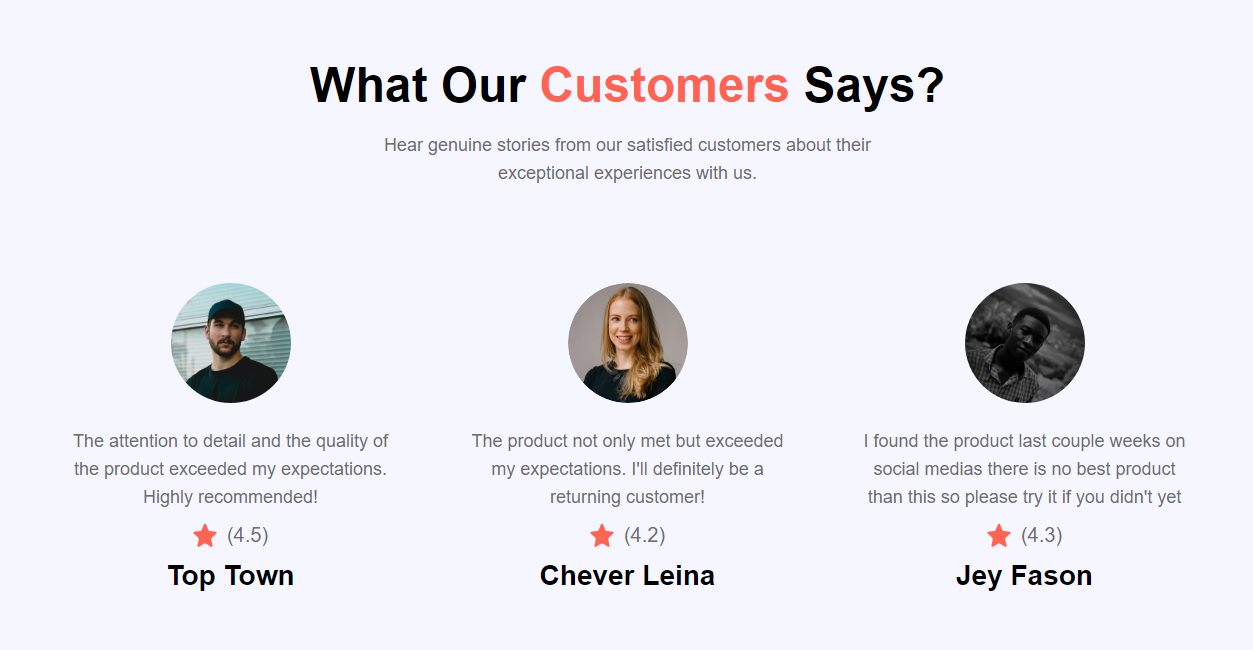 What Our Customers Says?
Hear genuine stories from our satisfied customers about their
exceptional experiences with us.
The attention to detail and the quality of
the product exceeded my expectations.
Highly recommended!
(4.5)
Top Town
The product not only met but exceeded
my expectations. I'll definitely be a
returning customer!
(4.2)
Chever Leina
I found the product last couple weeks on
social medias there is no best product
than this so please try it if you didn't yet
(4.3)
Jey Fason